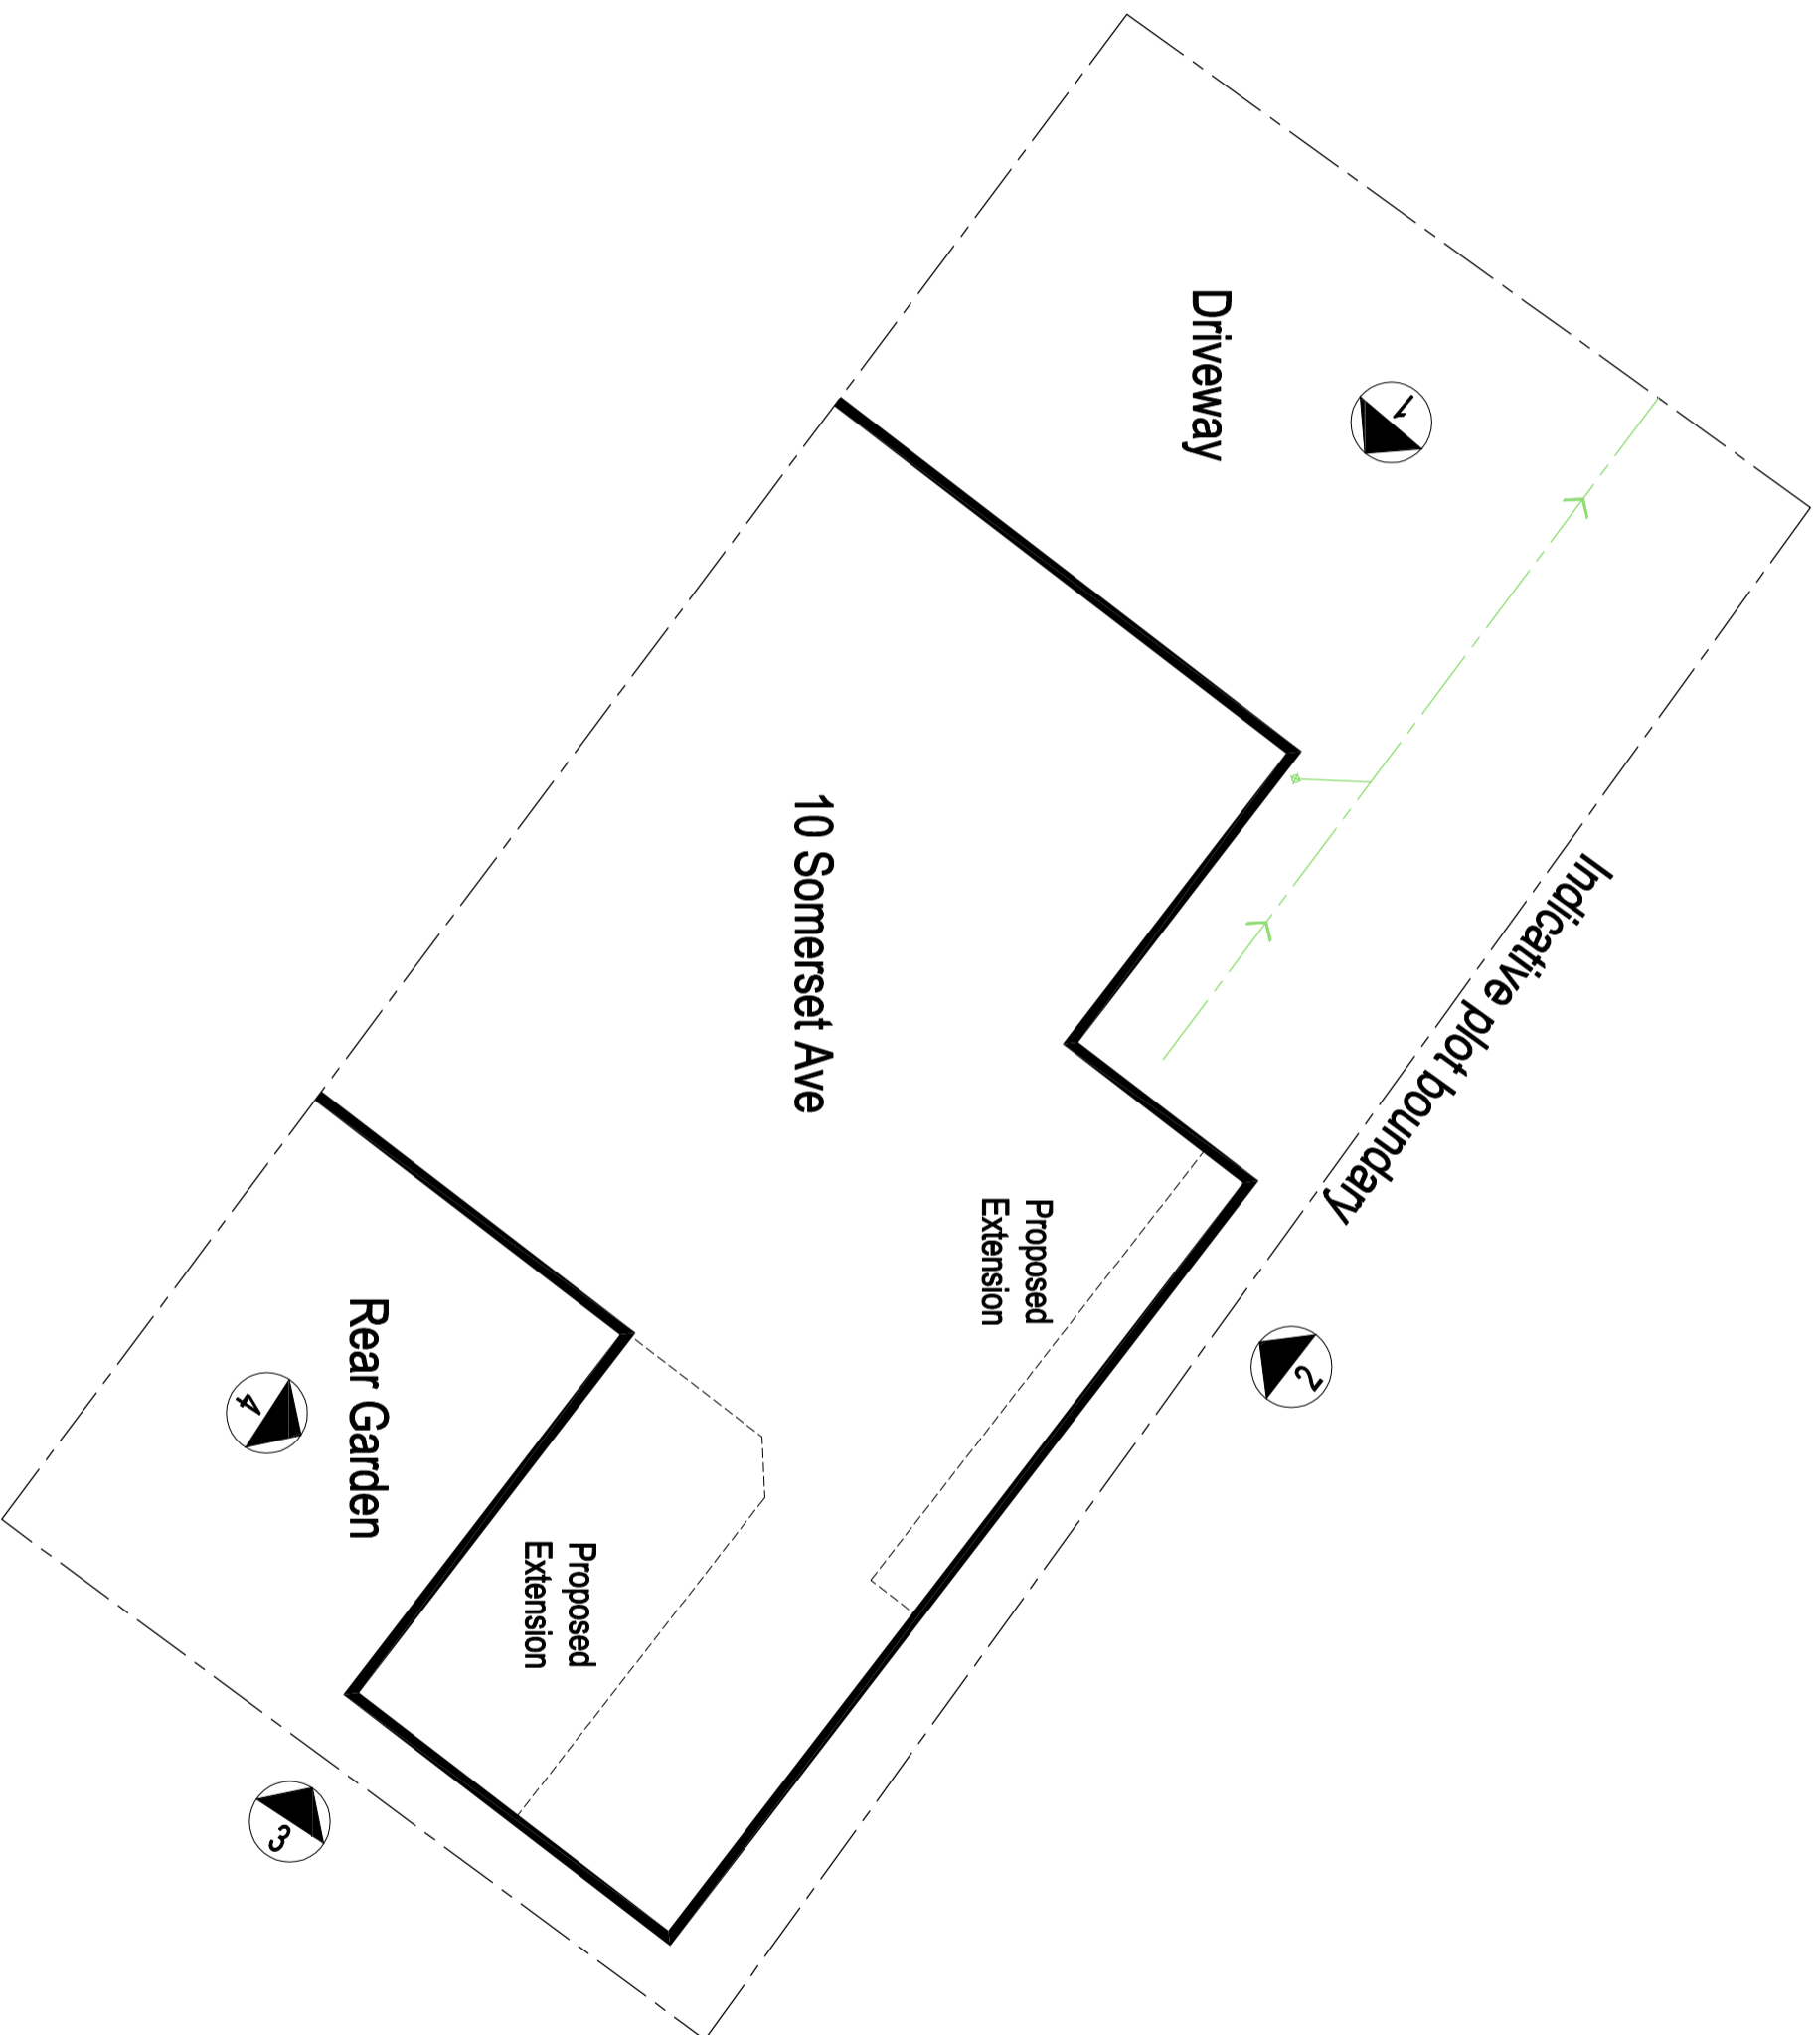 Driveway
1
10 Somerset Ave
Indicative plot boundary
Proposed
Extension
2
Rear Garden
4
Proposed
Extension
3